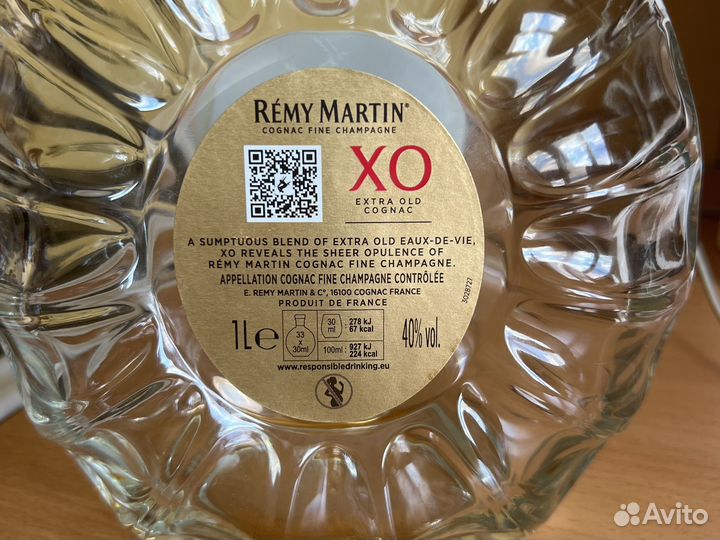 RÉMY MARTIN®
COGNAC FINE CHAMPAGNE
XO
EXTRA OLD
COGNAC
A SUMPTUOUS BLEND OF EXTRA OLD EAUX-DE-VIE,
XO REVEALS THE SHEER OPULENCE OF
RÉMY MARTIN COGNAC FINE CHAMPAGNE.
APPELLATION COGNAC FINE CHAMPAGNE CONTRÔLÉE
E. REMY MARTIN & Cº, 16100 COGNAC FRANCE
PRODUIT DE FRANCE
3028727
1L e
33
x
30ml
30
ml
278 kJ
67 kcal
100ml:
927 kJ
224 kcal
40% vol.
www.responsibledrinking.eu
Avito